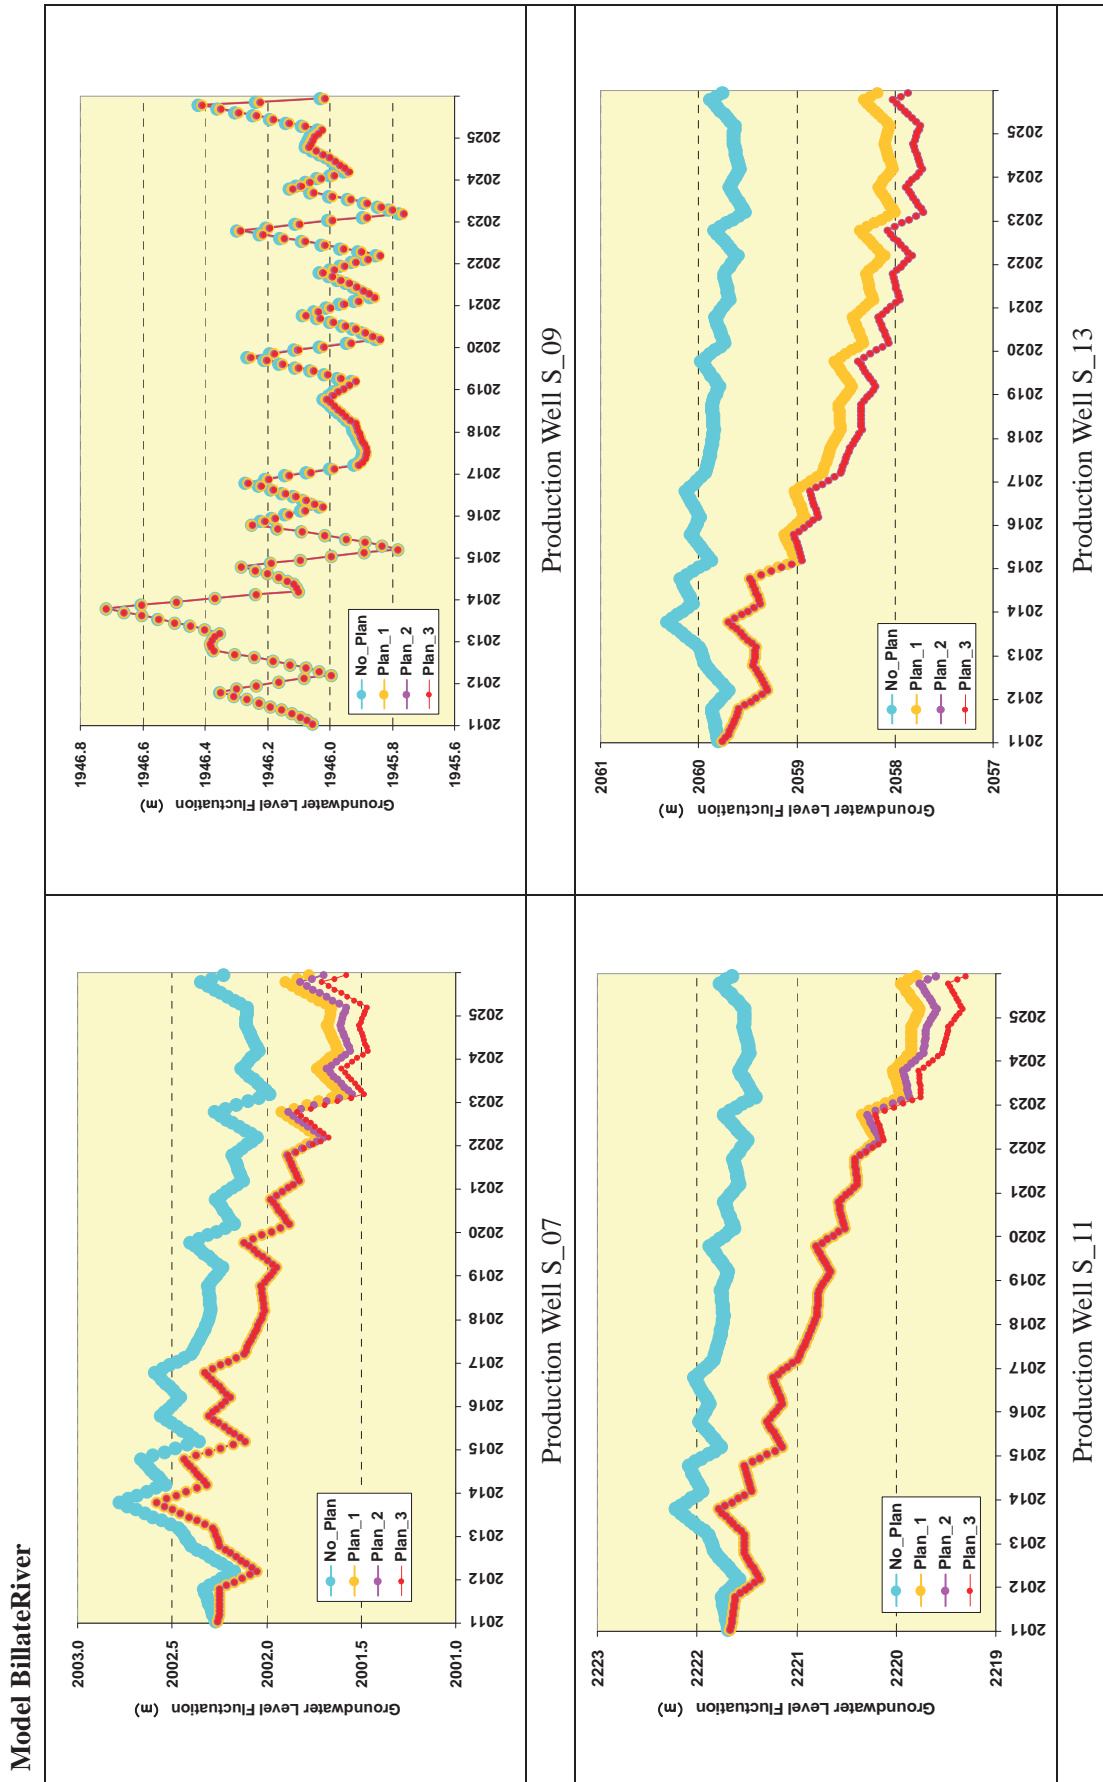 Model BillateRiver
Groundwater Level Fluctuation (m)
2003.0
2002.5
2002.0
2001.5
2001.0
No_Plan
Plan_1
Plan_2
Plan_3
2011 2012 2013 2014 2015 2016 2017 2018 2019 2020 2021 2022 2023 2024 2025
Production Well S_07
Groundwater Level Fluctuation (m)
1946.8
1946.6
1946.4
1946.2
1946.0
1945.8
1945.6
No_Plan
Plan_1
Plan_2
Plan_3
2011 2012 2013 2014 2015 2016 2017 2018 2019 2020 2021 2022 2023 2024 2025
Production Well S_09
Groundwater Level Fluctuation (m)
2223
2222
2221
2220
2219
No_Plan
Plan_1
Plan_2
Plan_3
2011 2012 2013 2014 2015 2016 2017 2018 2019 2020 2021 2022 2023 2024 2025
Production Well S_11
Groundwater Level Fluctuation (m)
2061
2060
2059
2058
2057
No_Plan
Plan_1
Plan_2
Plan_3
2011 2012 2013 2014 2015 2016 2017 2018 2019 2020 2021 2022 2023 2024 2025
Production Well S_13